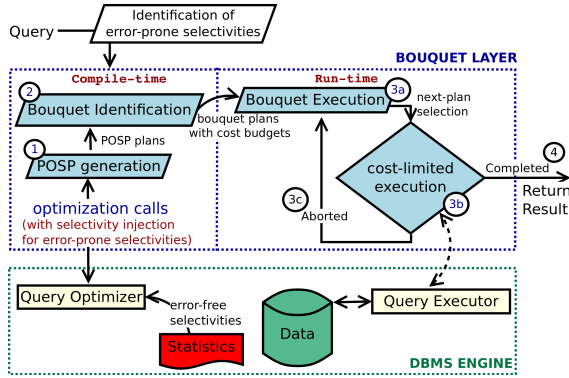 Identification of
error-prone selectivities
Query
BOUQUET LAYER
Compile-time
Run-time
2
Bouquet Identification
Bouquet Execution
3a
next-plan
selection
bouquet plans
with cost budgets
POSP plans
1
POSP generation
cost-limited
execution
4
Completed
Return
Result
3b
3c
Aborted
optimization calls
(with selectivity injection
for error-prone selectivities)
Query Optimizer
error-free
selectivities
Statistics
Data
Query Executor
DBMS ENGINE